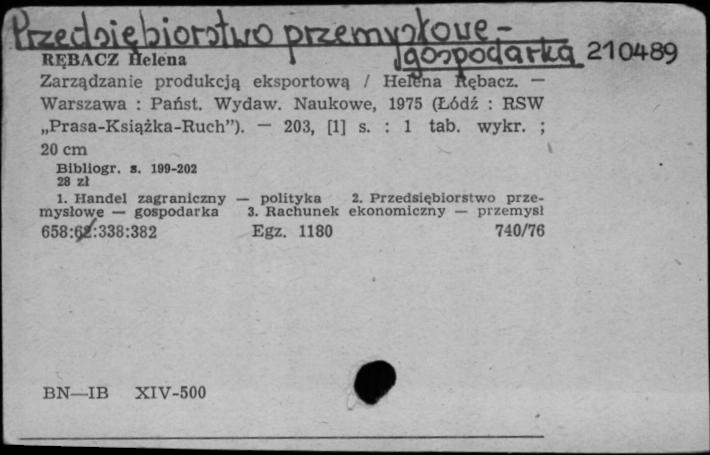 Przedsiębiorstwo przemysłowe -
gospodarka 210489
RĘBACZ Helena
Zarządzanie produkcją eksportową / Helena Rębacz. —
Warszawa : Państ. Wydaw. Naukowe, 1975 (Łódź : RSW
„Prasa-Książka-Ruch”). — 203, [1] s. : 1 tab. wykr. ;
20 cm
Bibliogr. s. 199-202
28 zł
1. Handel zagraniczny — polityka 2. Przedsiębiorstwo prze-
mysłowe — gospodarka 3. Rachunek ekonomiczny — przemysł
658:62:338:382 Egz. 1180 740/76
BN—IB XIV-500